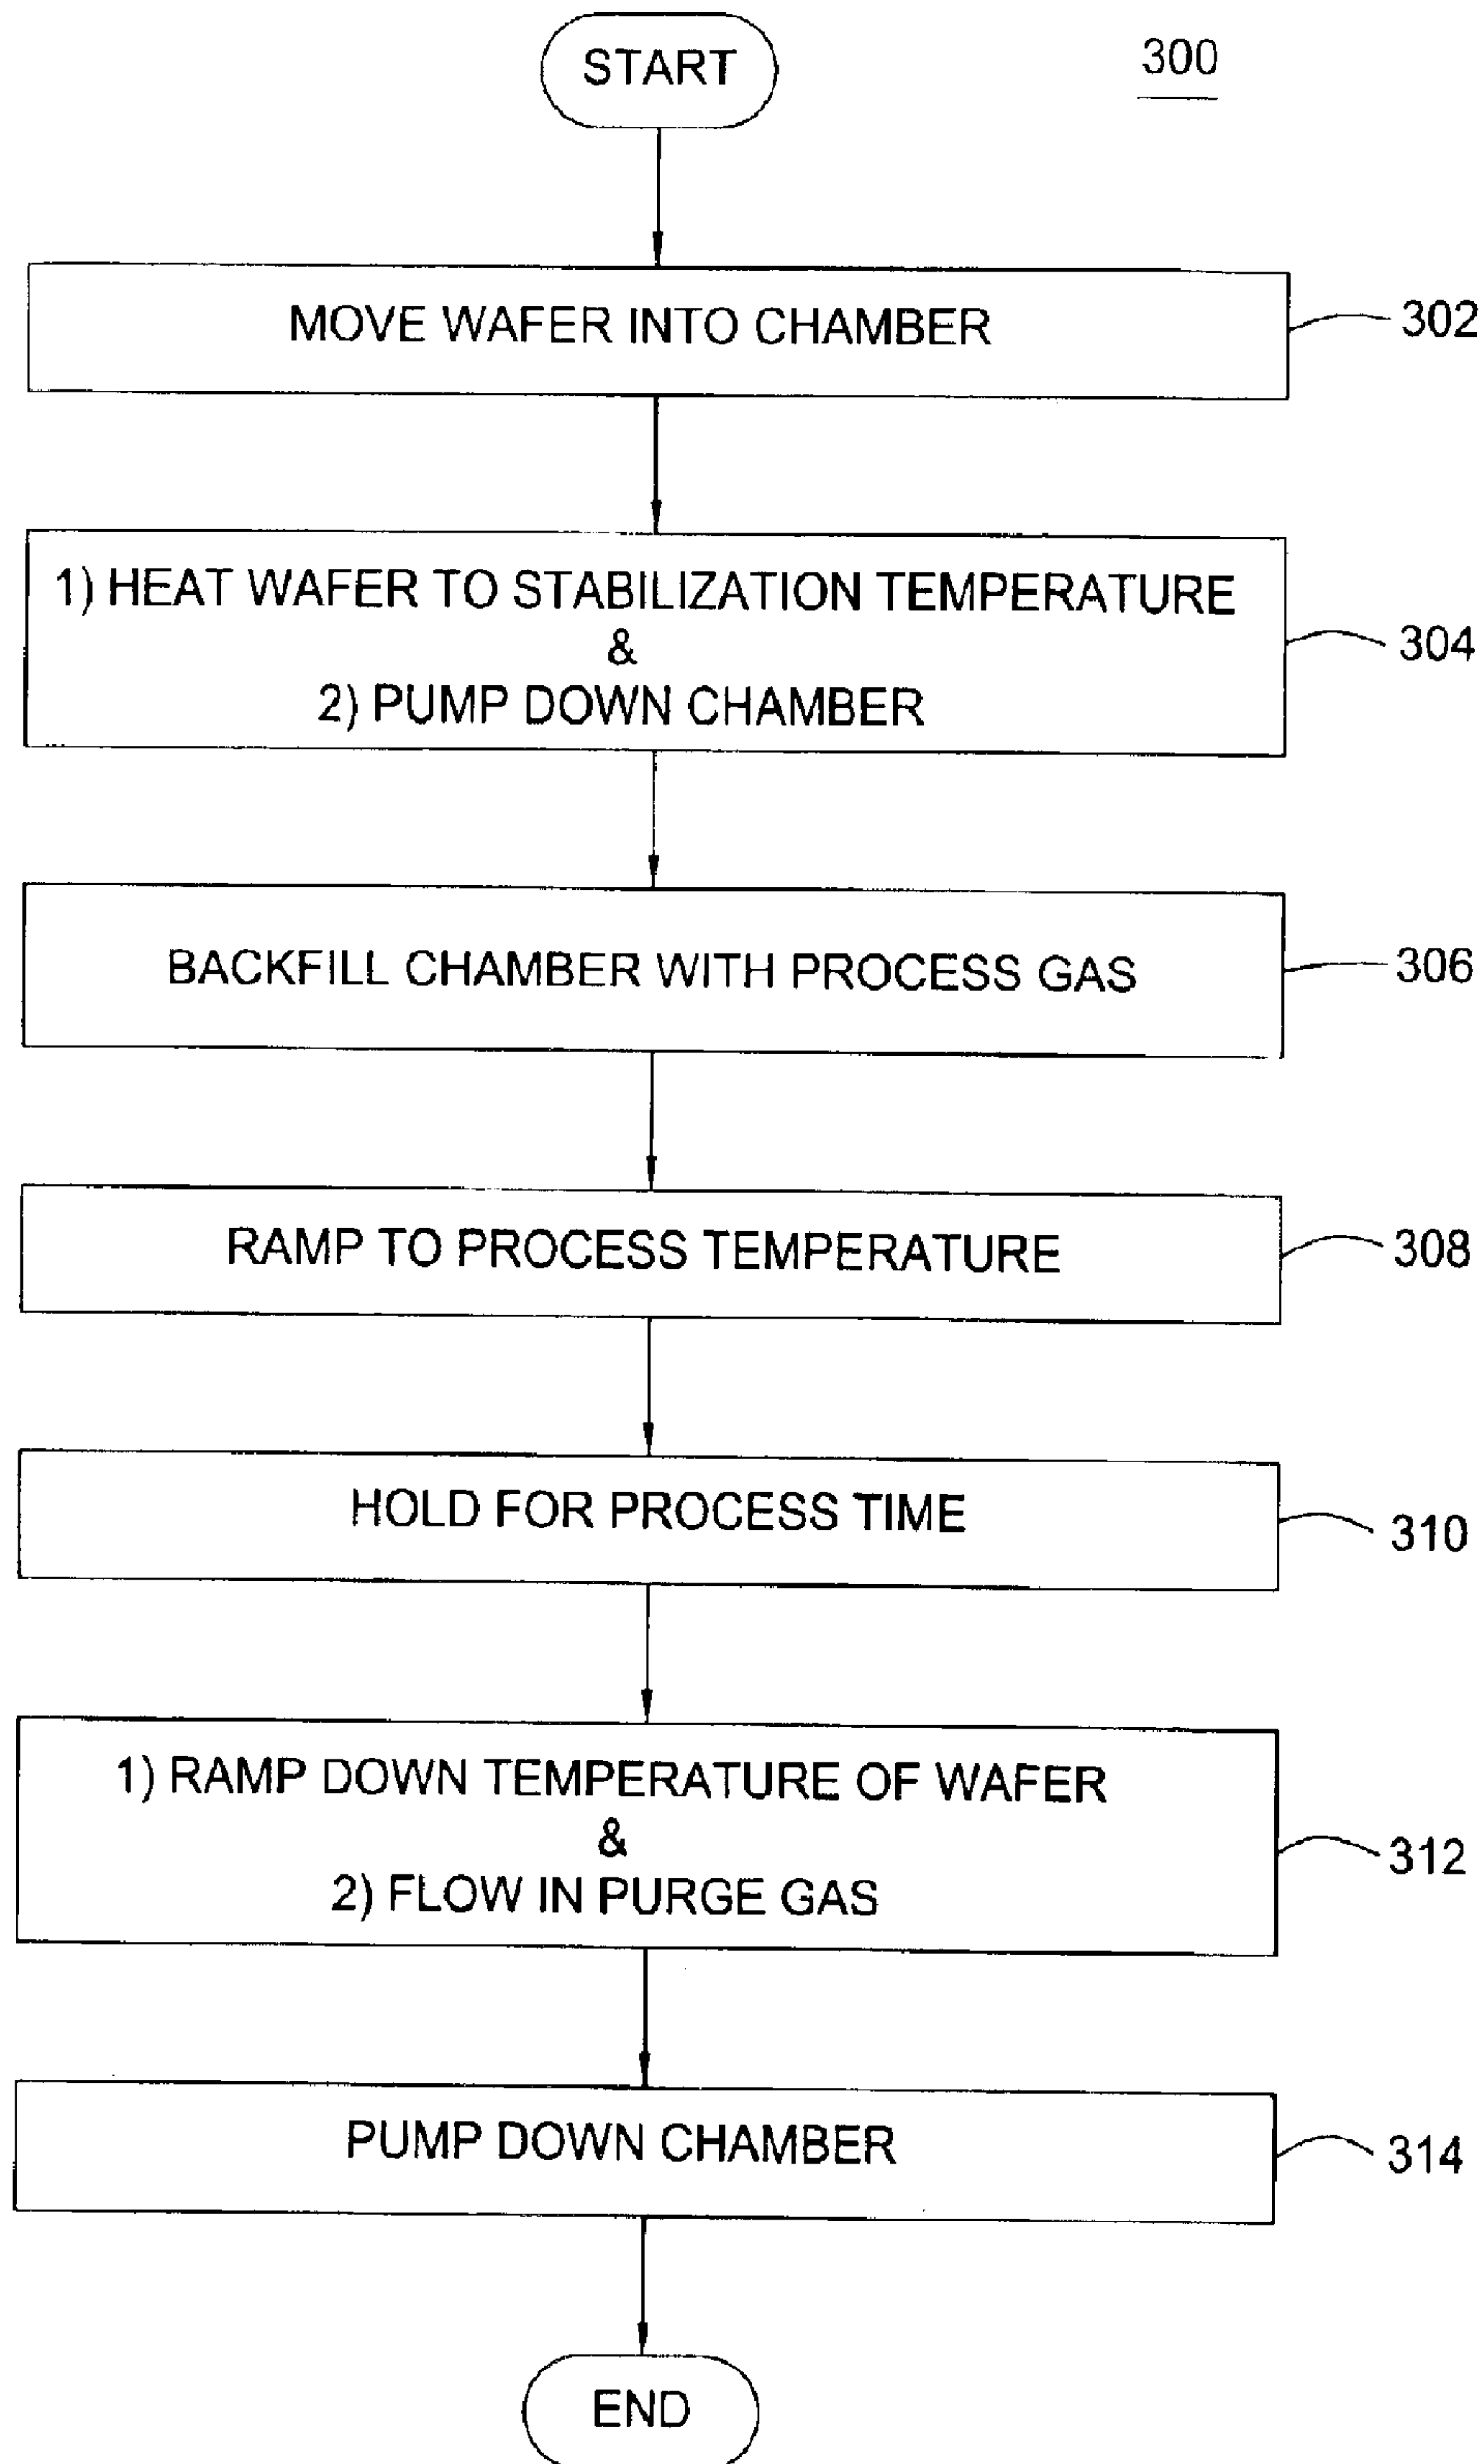 START
300
MOVE WAFER INTO CHAMBER
302
1) HEAT WAFER TO STABILIZATION TEMPERATURE
&
2) PUMP DOWN CHAMBER
304
BACKFILL CHAMBER WITH PROCESS GAS
306
RAMP TO PROCESS TEMPERATURE
308
HOLD FOR PROCESS TIME
310
1) RAMP DOWN TEMPERATURE OF WAFER
&
2) FLOW IN PURGE GAS
312
PUMP DOWN CHAMBER
314
END